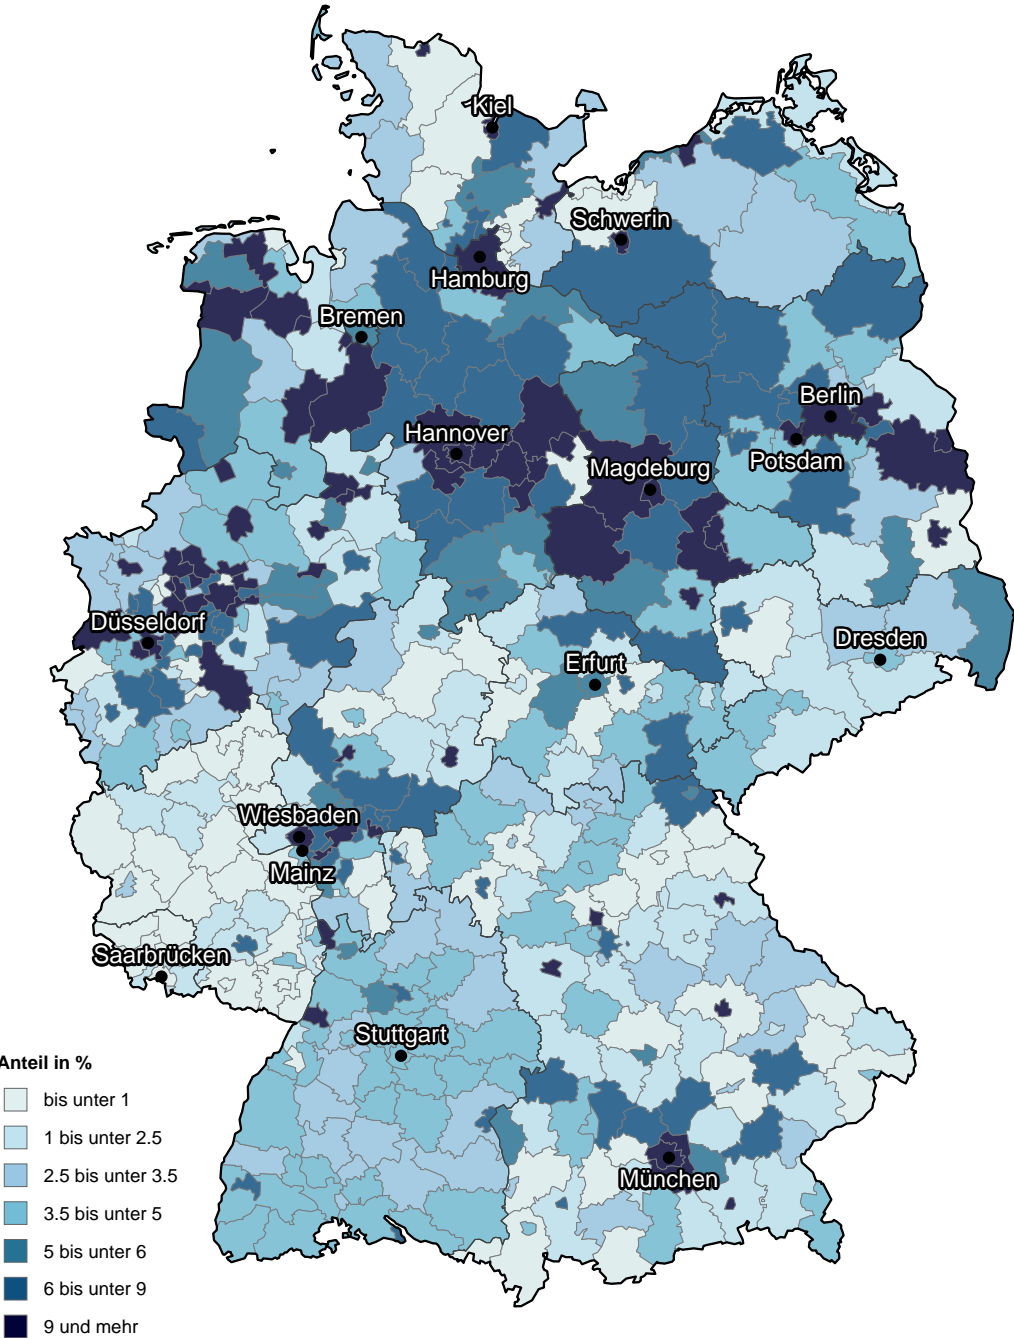 Kiel
Schwerin
Hamburg
Bremen
Berlin
Hannover
Potsdam
Magdeburg
Düsseldorf
Dresden
Erfurt
Wiesbaden
Mainz
Saarbrücken
Stuttgart
München
Anteil in %
bis unter 1
1 bis unter 2.5
2.5 bis unter 3.5
3.5 bis unter 5
5 bis unter 6
6 bis unter 9
9 und mehr